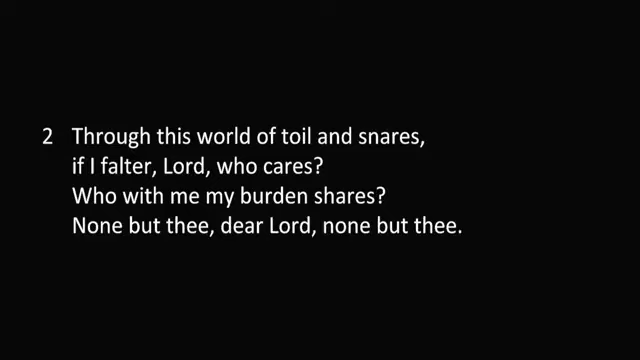 2 Through this world of toil and snares,
if I falter, Lord, who cares?
Who with me my burden shares?
None but thee, dear Lord, none but thee.